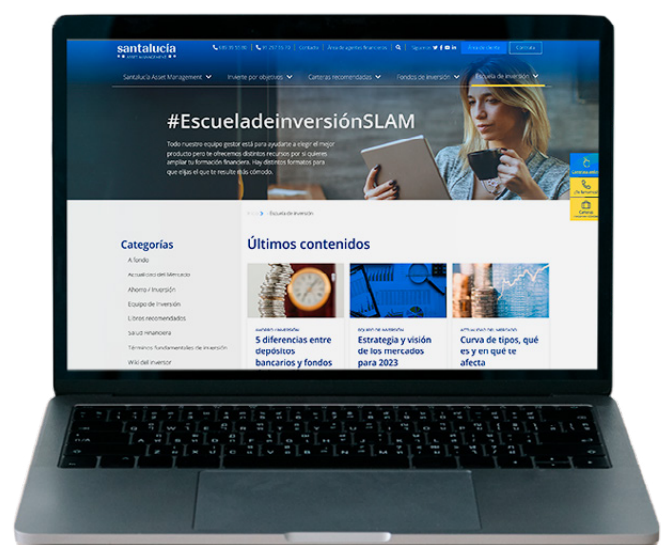 santalucía
ASSET MANAGEMENT
Contacto
Área de agentes financieros
Síguenos
Área de cliente
Contrata
Santalucía Asset Management
Invierte por objetivos
Carteras recomendadas
Fondos de inversión
Escuela de inversión
#EscueladeinversiónSLAM
Todo nuestro equipo gestor está para ayudarte a elegir el mejor
producto pero te ofrecemos distintos recursos por si quieres
ampliar tu formación financiera. Hay distintos formatos para
que elijas el que te resulte más cómodo.
Escuela de inversión
Categorías
A fondo
Actualidad del Mercado
Ahorro / Inversión
Equipo de Inversión
Libros recomendados
Salud Financiera
Términos fundamentales de inversión
Wiki del inversor
Últimos contenidos
AHORRO / INVERSIÓN
5 diferencias entre
depósitos
bancarios y fondos
EQUIPO DE INVERSIÓN
Estrategia y visión
de los mercados
para 2023
ACTUALIDAD DEL MERCADO
Curva de tipos, qué
es y en qué te
afecta